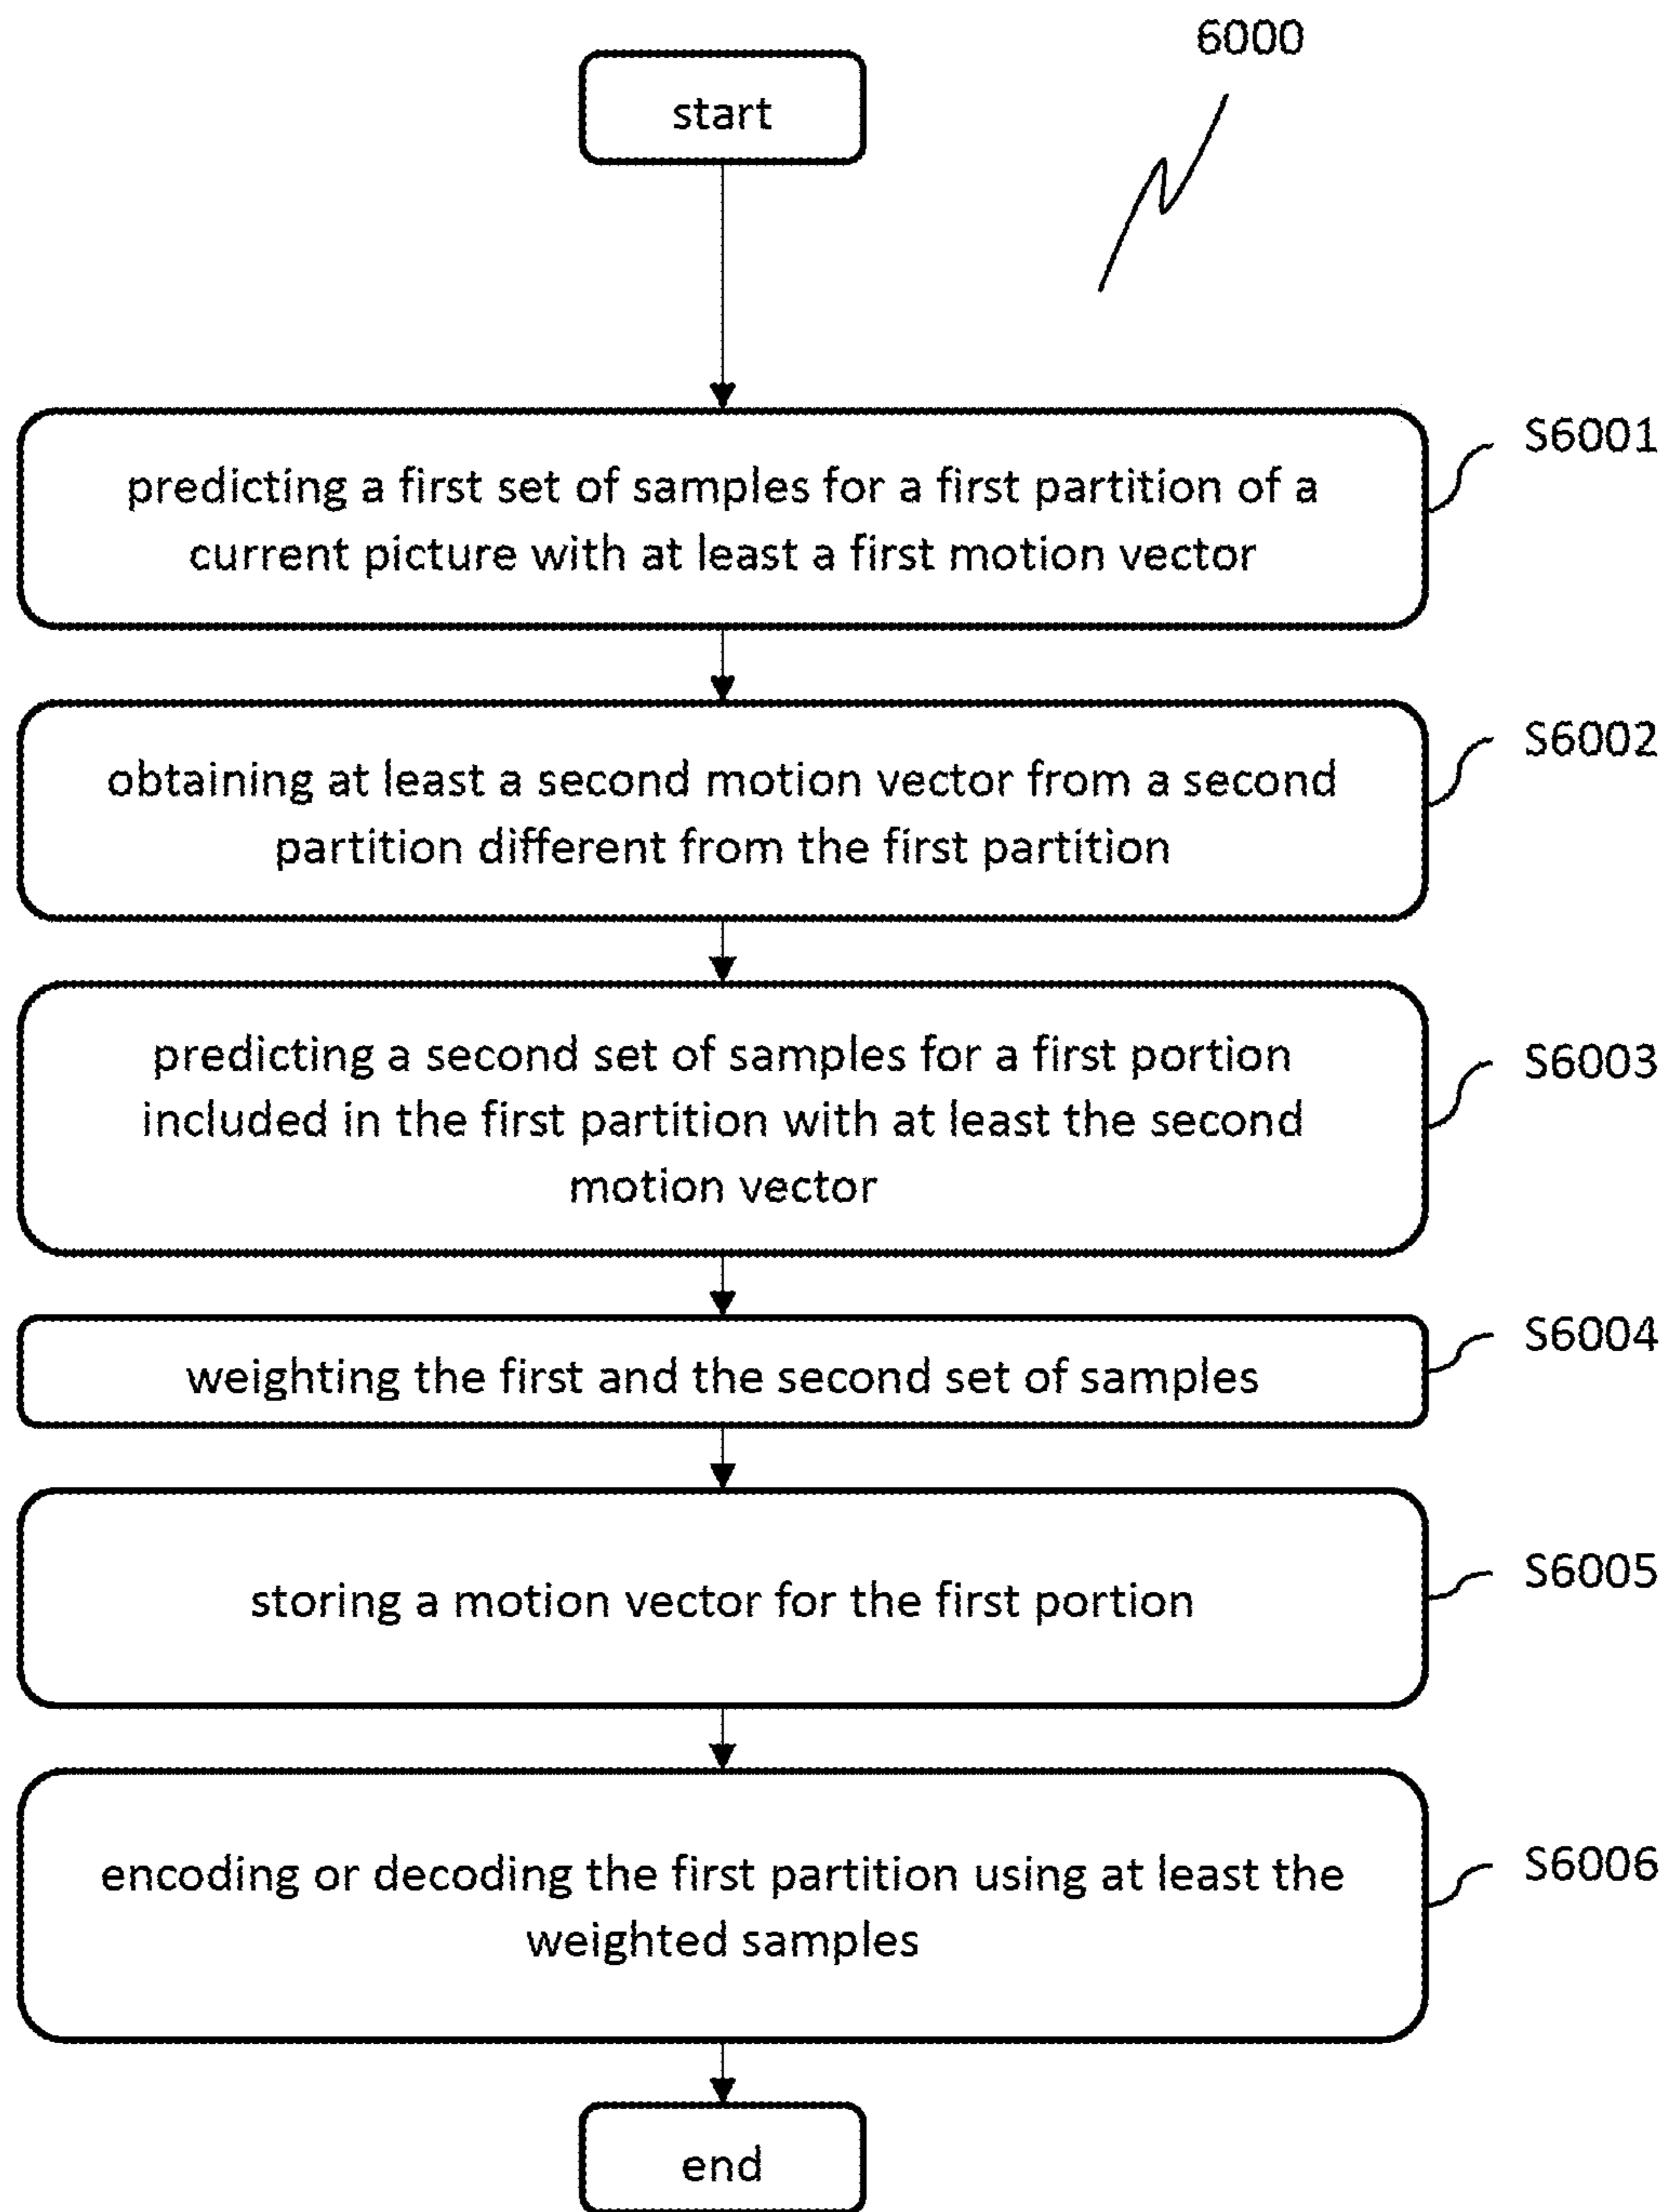 6000
start
S6001
predicting a first set of samples for a first partition of a
current picture with at least a first motion vector
S6002
obtaining at least a second motion vector from a second
partition different from the first partition
S6003
predicting a second set of samples for a first portion
included in the first partition with at least the second
motion vector
S6004
weighting the first and the second set of samples
S6005
storing a motion vector for the first portion
S6006
encoding or decoding the first partition using at least the
weighted samples
end